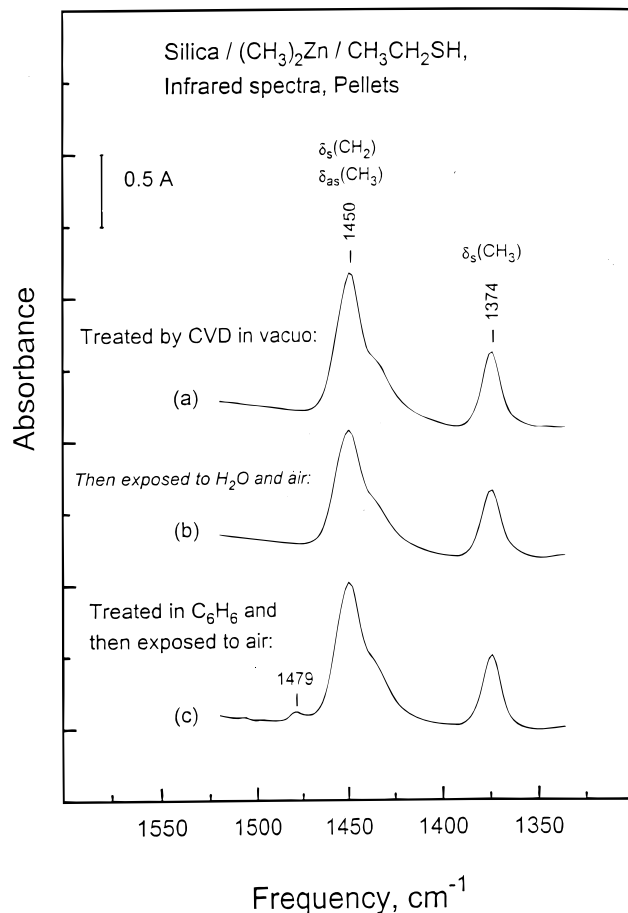 Silica / (CH₃)₂Zn / CH₃CH₂SH,
Infrared spectra, Pellets
0.5 A
δₛ(CH₂)
δₐₛ(CH₃)
1450
δₛ(CH₃)
1374
Treated by CVD in vacuo:
(a)
Then exposed to H₂O and air:
(b)
Treated in C₆H₆ and
then exposed to air:
1479
(c)
Absorbance
1550 1500 1450 1400 1350
Frequency, cm⁻¹